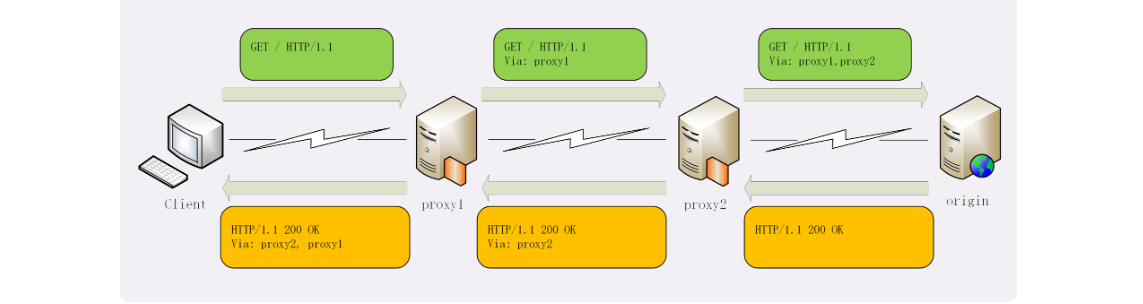 GET / HTTP/1.1
GET / HTTP/1.1
Via: proxy1
GET / HTTP/1.1
Via: proxy1,proxy2
Client
proxy1
proxy2
origin
HTTP/1.1 200 OK
Via: proxy2, proxy1
HTTP/1.1 200 OK
Via: proxy2
HTTP/1.1 200 OK